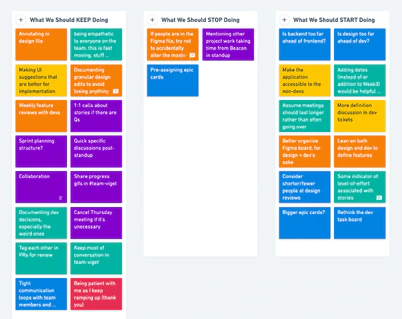 What We Should KEEP Doing
Annotating in
design file
being empathetic
to everyone on the
team. this is fast
moving, stuff ...
Making UI
suggestions that
are better for
implementation
Documenting
granular design
edits to avoid
losing anything
Weekly feature
reviews with devs
1:1 calls about
stories if there are
Qs
Sprint planning
structure?
Quick specific
discussions post-
standup
Collaboration
Share progress
gifs in #team-viget
Documenting dev
decisions,
especially the
weird ones
Cancel Thursday
meeting if it's
unnecessary
Tag each other in
PRs for review
Keep most of
conversation in
team-viget
Tight
communication
loops with team
members and ...
Being patient with
me as I keep
ramping up (thank
you)
What We Should STOP Doing
If people are in the
Figma file, try not
to accidentally
alter the
Mentioning other
project work taking
time from Beacon
in standup
Pre-assigning epic
cards
What We Should START Doing
Is backend too far
ahead of frontend?
Is design too far
ahead of dev?
Make the
application
accessible to the
non-devs
Adding dates
(instead of or
addition to Week3)
would be helpful ...
Assume meetings
should last longer
rather than often
going over
More definition
discussion in dev
tickets
Better organize
Figma board, for
design + dev's
sake
Lean on both
design and dev to
define features
Consider
shorter/fewer
people at design
reviews
Some indicator of
level-of-effort
associated with
stories
Bigger epic cards?
Rethink the dev
task board